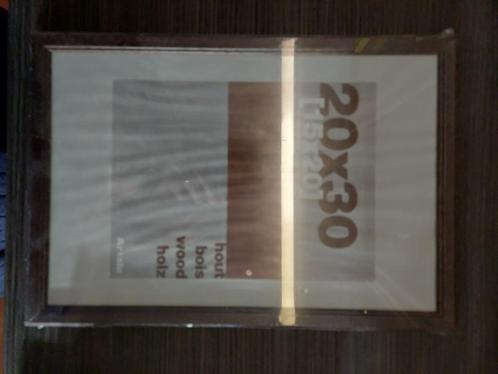 20x30
[15x20]
hout
bois
wood
holz